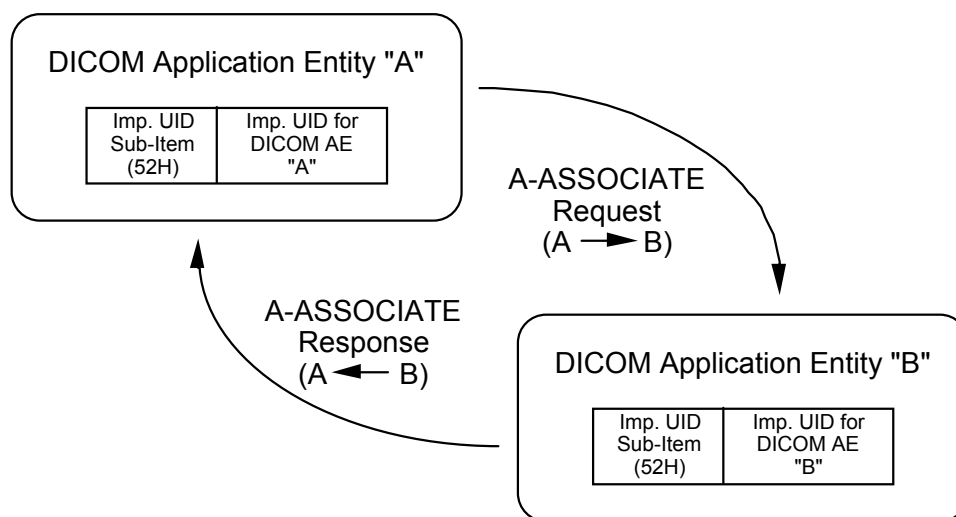 DICOM Application Entity "A"
Imp. UID
Sub-Item
(52H)
Imp. UID for
DICOM AE
"A"
A-ASSOCIATE
Request
(A B)
A-ASSOCIATE
Response
(A B)
DICOM Application Entity "B"
Imp. UID
Sub-Item
(52H)
Imp. UID for
DICOM AE
"B"